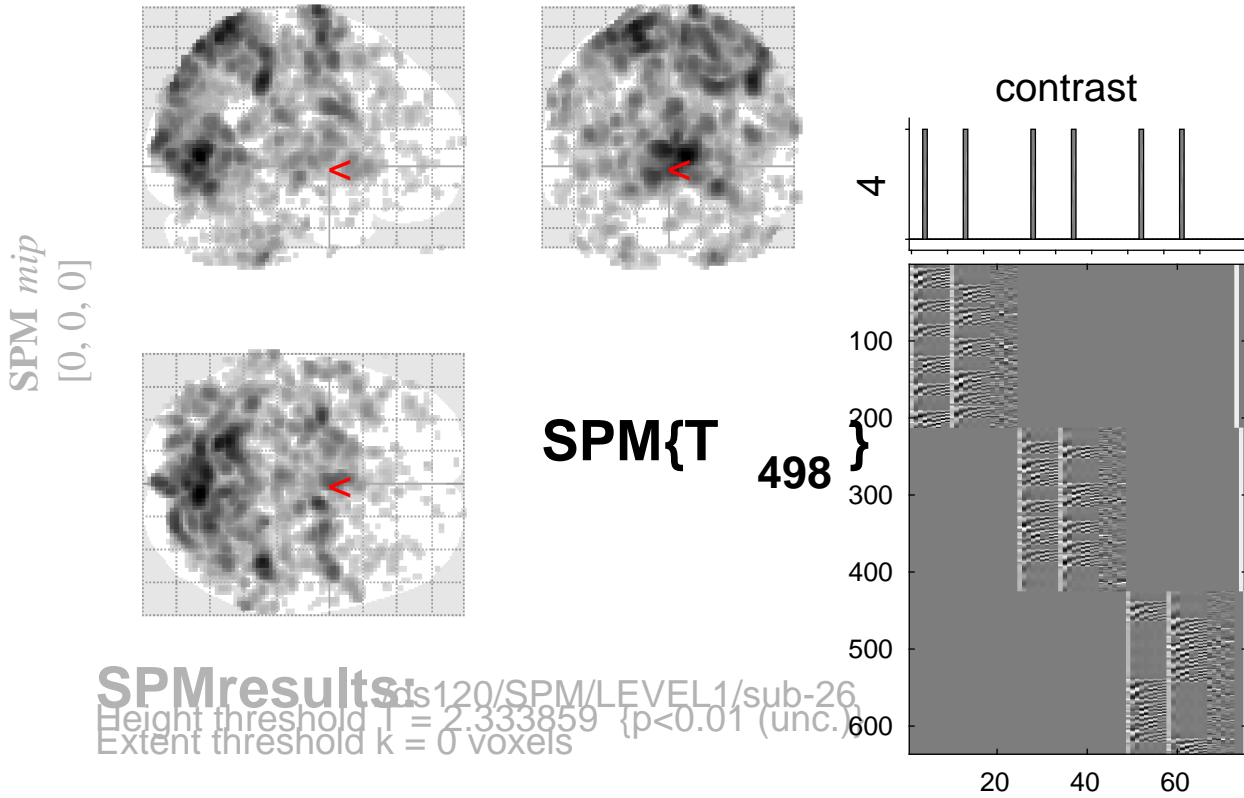 contrast
4
SPM mip
[0, 0, 0]
<
<
<
100
200
300
400
500
600
20 40 60
SPM{T 498 }
SPMresults: ./ds120/SPM/LEVEL1/sub-26
Height threshold T = 2.333859 {p<0.01 (unc.)}
Extent threshold k = 0 voxels